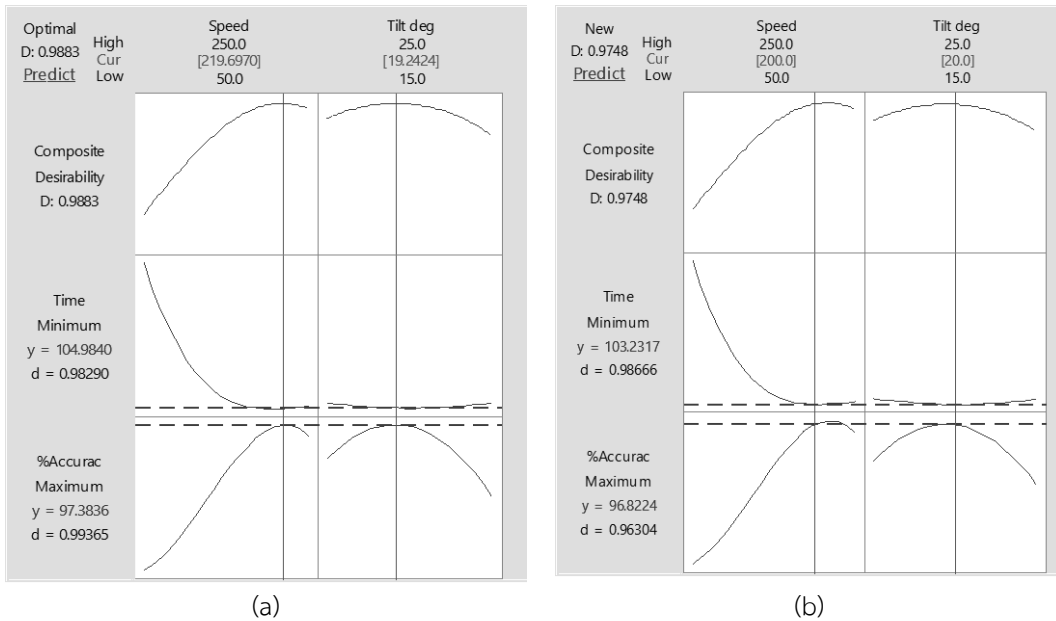 Optimal
D: 0.9883
Predict
High
Cur
Low
Speed
250.0
[219.6970]
50.0
Tilt deg
25.0
[19.2424]
15.0
Composite
Desirability
D: 0.9883
Time
Minimum
y = 104.9840
d = 0.98290
%Accurac
Maximum
y = 97.3836
d = 0.99365
(a)
New
D: 0.9748
Predict
High
Cur
Low
Speed
250.0
[200.0]
50.0
Tilt deg
25.0
[20.0]
15.0
Composite
Desirability
D: 0.9748
Time
Minimum
y = 103.2317
d = 0.98666
%Accurac
Maximum
y = 96.8224
d = 0.96304
(b)